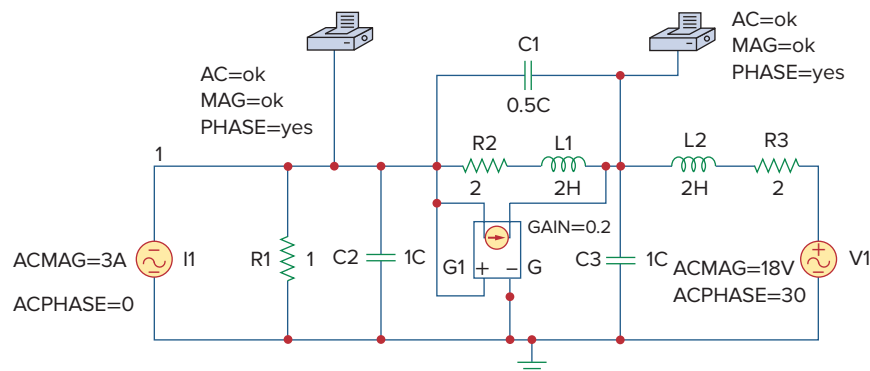 AC=ok
MAG=ok
PHASE=yes
AC=ok
MAG=ok
PHASE=yes
C1
0.5C
1
R2
2
L1
2H
L2
2H
R3
2
ACMAG=3A
I1
ACPHASE=0
R1
1
C2
1C
GAIN=0.2
G1
+
−
G
C3
1C
ACMAG=18V
ACPHASE=30
+
−
V1